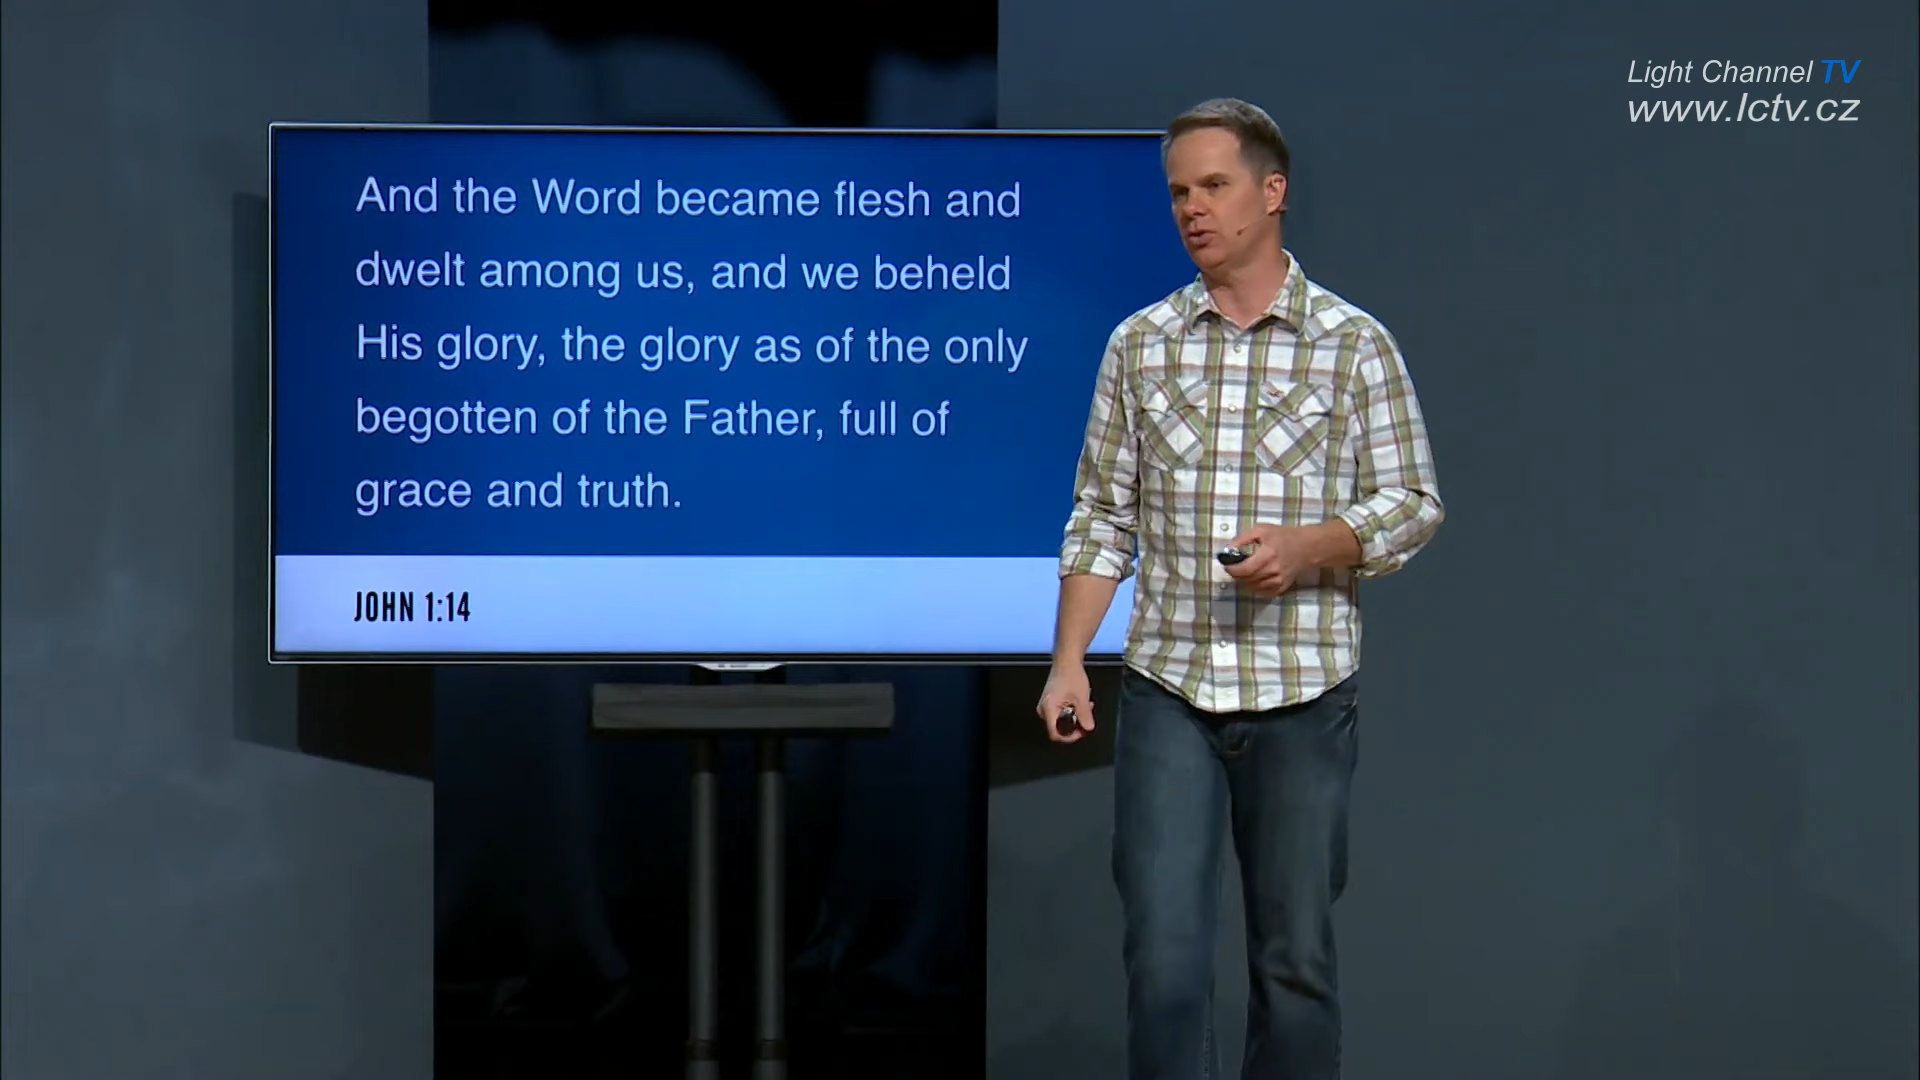 Light Channel TV
www.lctv.cz
And the Word became flesh and
dwelt among us, and we beheld
His glory, the glory as of the only
begotten of the Father, full of
grace and truth.
JOHN 1:14